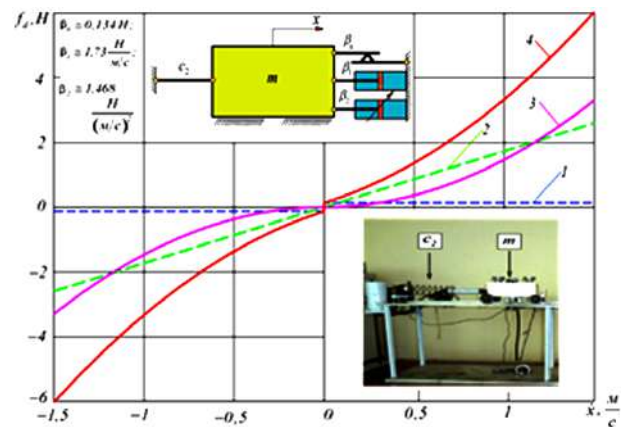 f_d, H
β₀ = 0,134 H;
β₁ = 1,73 H
м/с ;
β₂ = 1,468
H
(м/с)²
ẋ
c₂
m
β₀
β₁
β₂
4
3
2
1
c₂
m
4
2
0
-2
-4
-6
-1,5
-1
-0,5
0
0,5
1
ẋ, м
с